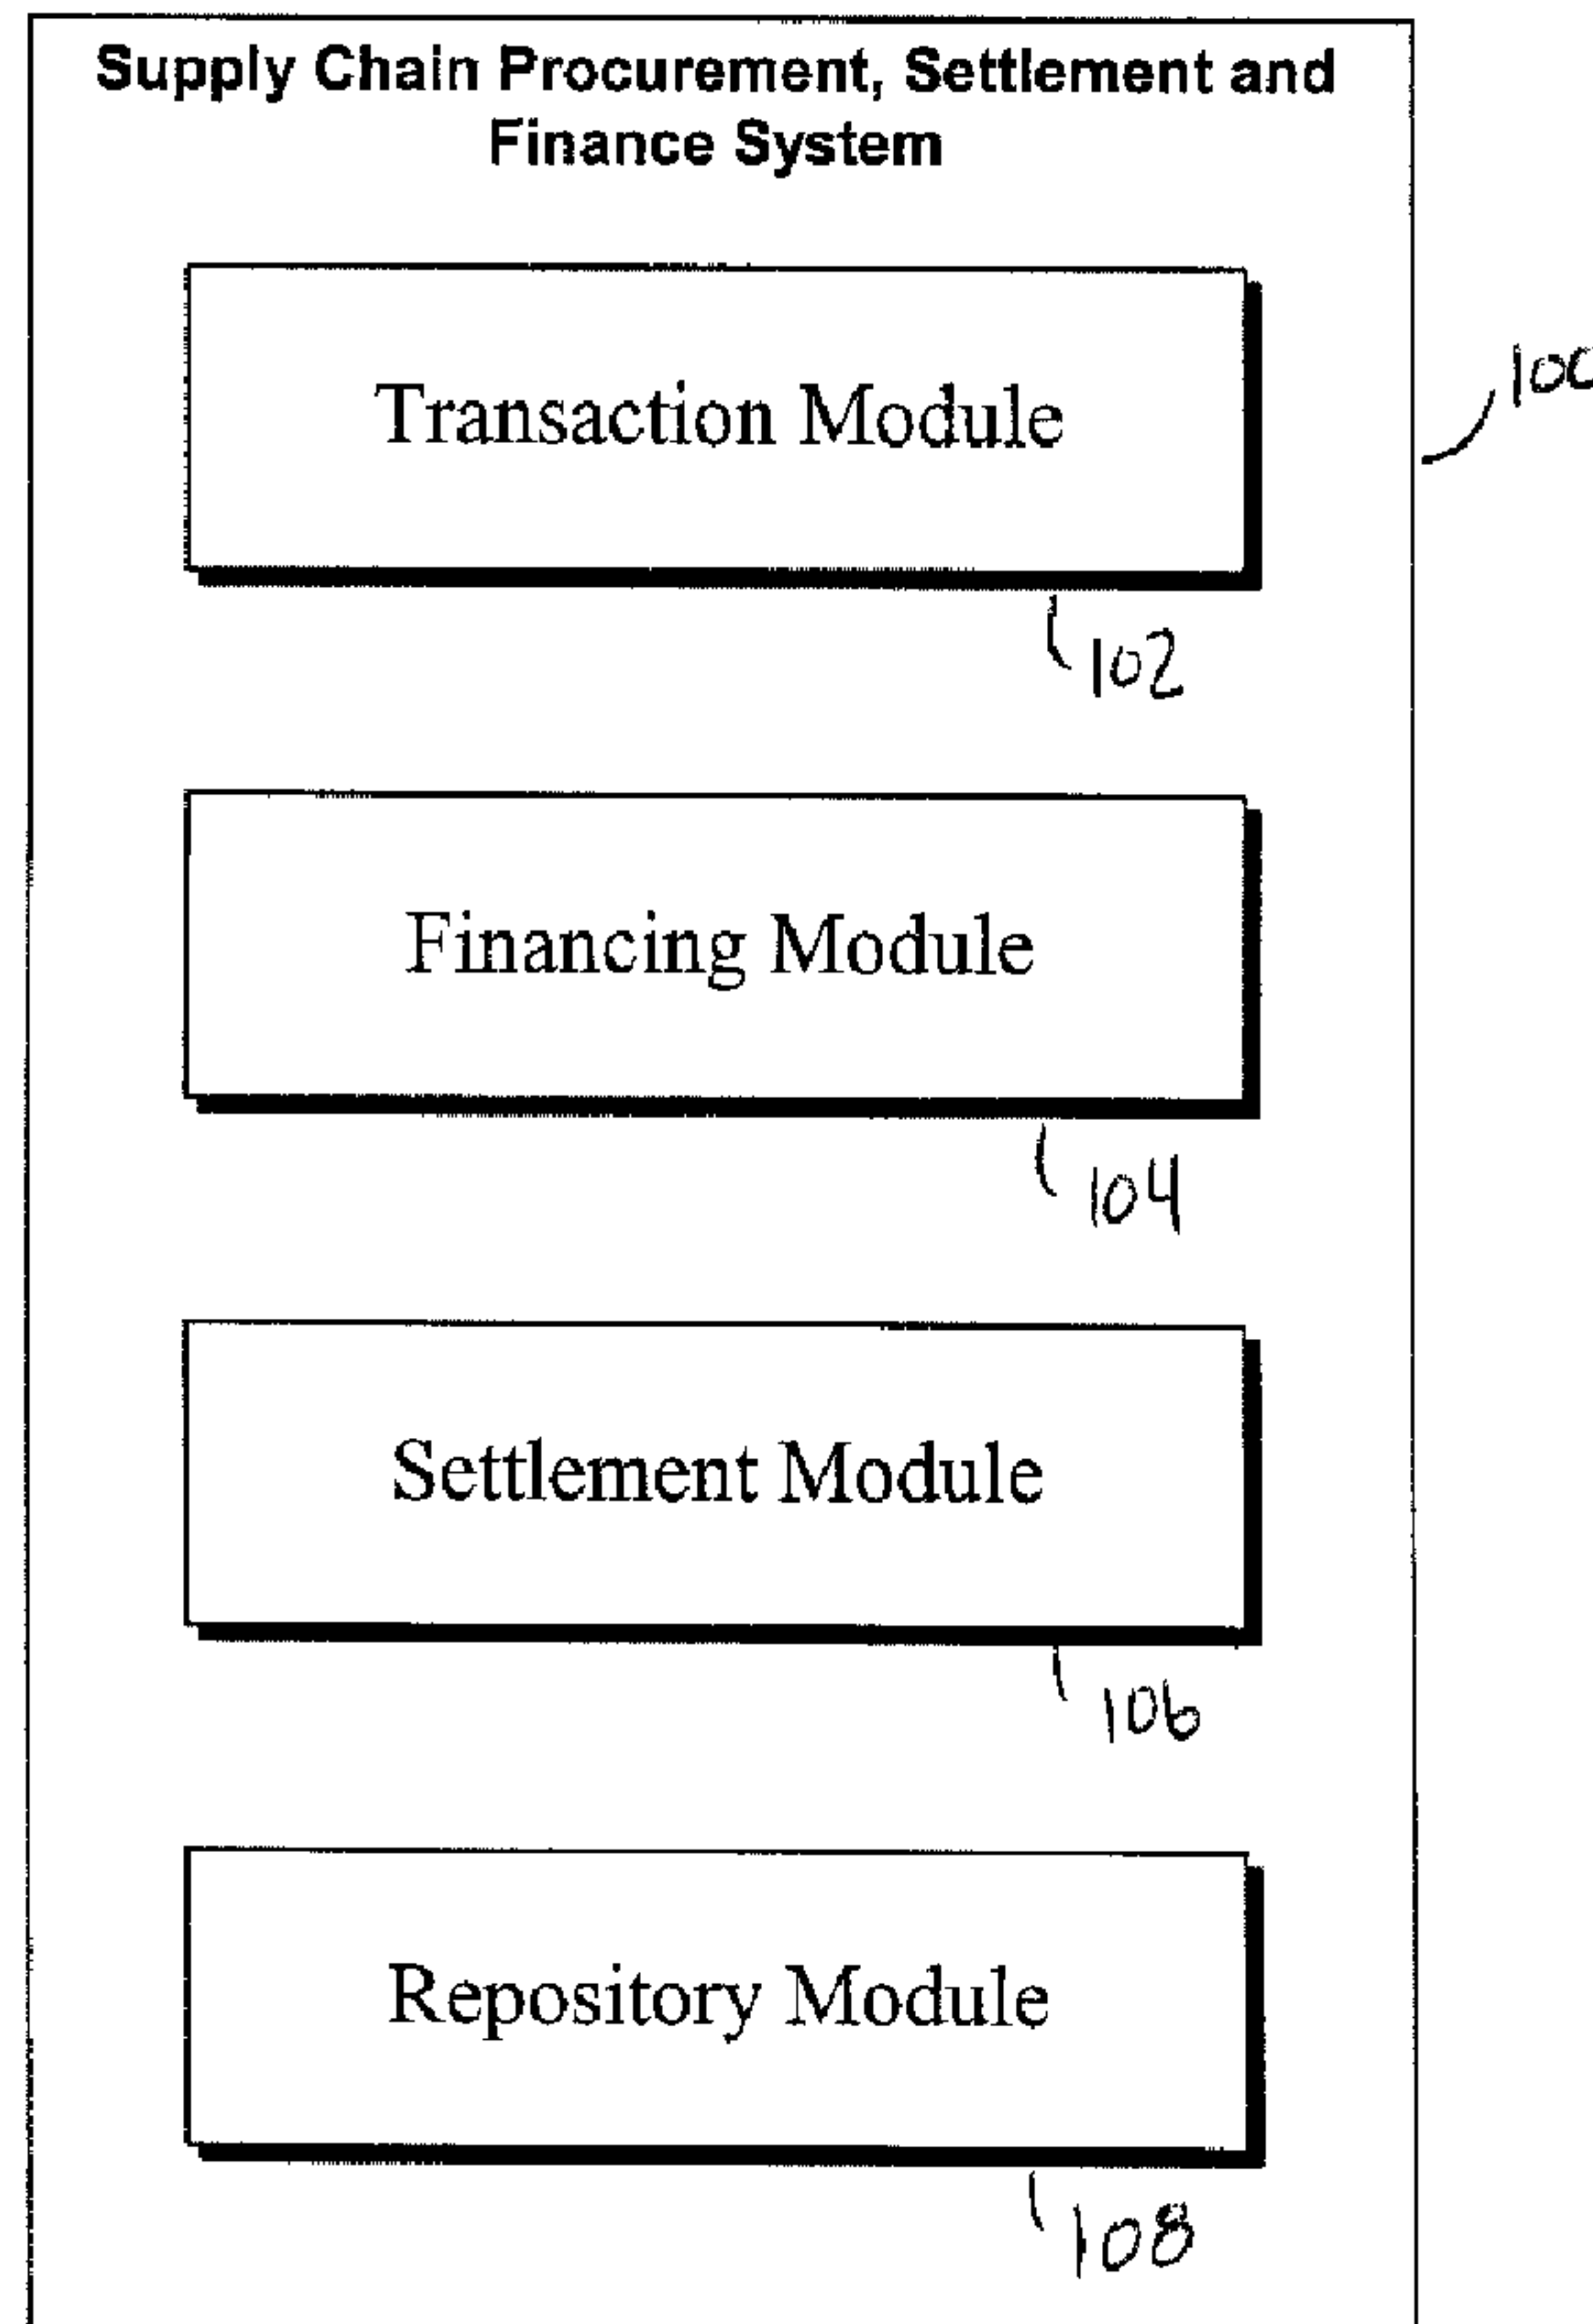 Supply Chain Procurement, Settlement and
Finance System
Transaction Module
100
102
Financing Module
104
Settlement Module
106
Repository Module
108